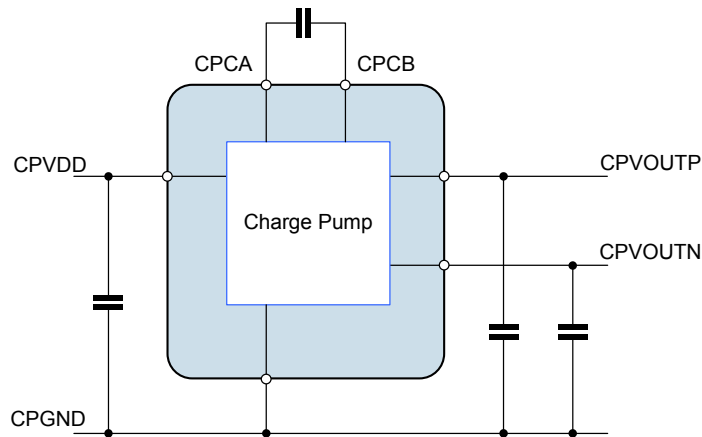 CPCA
CPCB
CPVDD
CPVOUTP
Charge Pump
CPVOUTN
CPGND